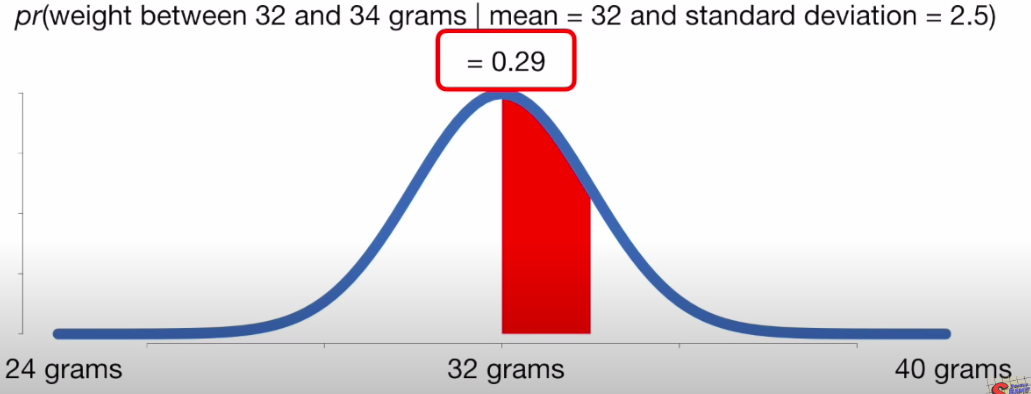 pr(weight between 32 and 34 grams | mean = 32 and standard deviation = 2.5)
= 0.29
24 grams
32 grams
40 grams